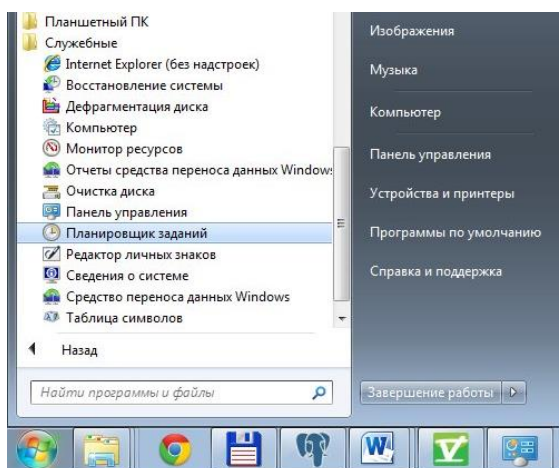 Планшетный ПК
Служебные
Internet Explorer (без надстроек)
Восстановление системы
Дефрагментация диска
Компьютер
Монитор ресурсов
Отчеты средства переноса данных Window
Очистка диска
Панель управления
Планировщик заданий
Редактор личных знаков
Сведения о системе
Средство переноса данных Windows
Таблица символов
Назад
Найти программы и файлы
Изображения
Музыка
Компьютер
Панель управления
Устройства и принтеры
Программы по умолчанию
Справка и поддержка
Завершение работы